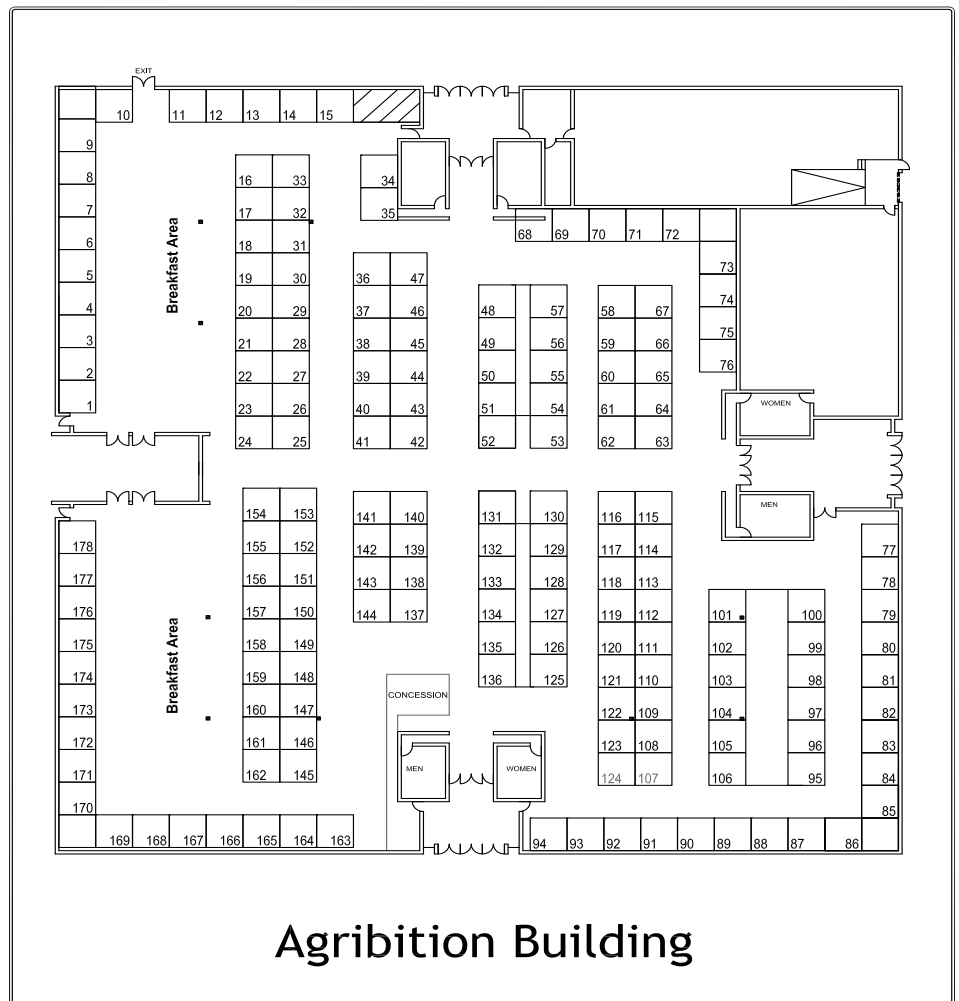 EXIT
10 11 12 13 14 15
9
8 16 33 34
7 17 32 35
6 18 31 68 69 70 71 72
5 19 30 36 47 73
4 20 29 37 46 48 57 58 67 74
3 21 28 38 45 49 56 59 66 75
2 22 27 39 44 50 55 60 65 76
1 23 26 40 43 51 54 61 64 WOMEN
24 25 41 42 52 53 62 63
Breakfast Area
154 153 141 140 131 130 116 115 MEN
178 155 152 142 139 132 129 117 114 77
177 156 151 143 138 133 128 118 113 78
176 157 150 144 137 134 127 119 112 101 100 79
175 158 149 135 126 120 111 102 99 80
174 159 148 136 125 121 110 103 98 81
Breakfast Area
CONCESSION
173 160 147 122 109 104 97 82
172 161 146 123 108 105 96 83
171 162 145 MEN WOMEN 124 107 106 95 84
170 85
169 168 167 166 165 164 163 94 93 92 91 90 89 88 87 86
Agribition Building